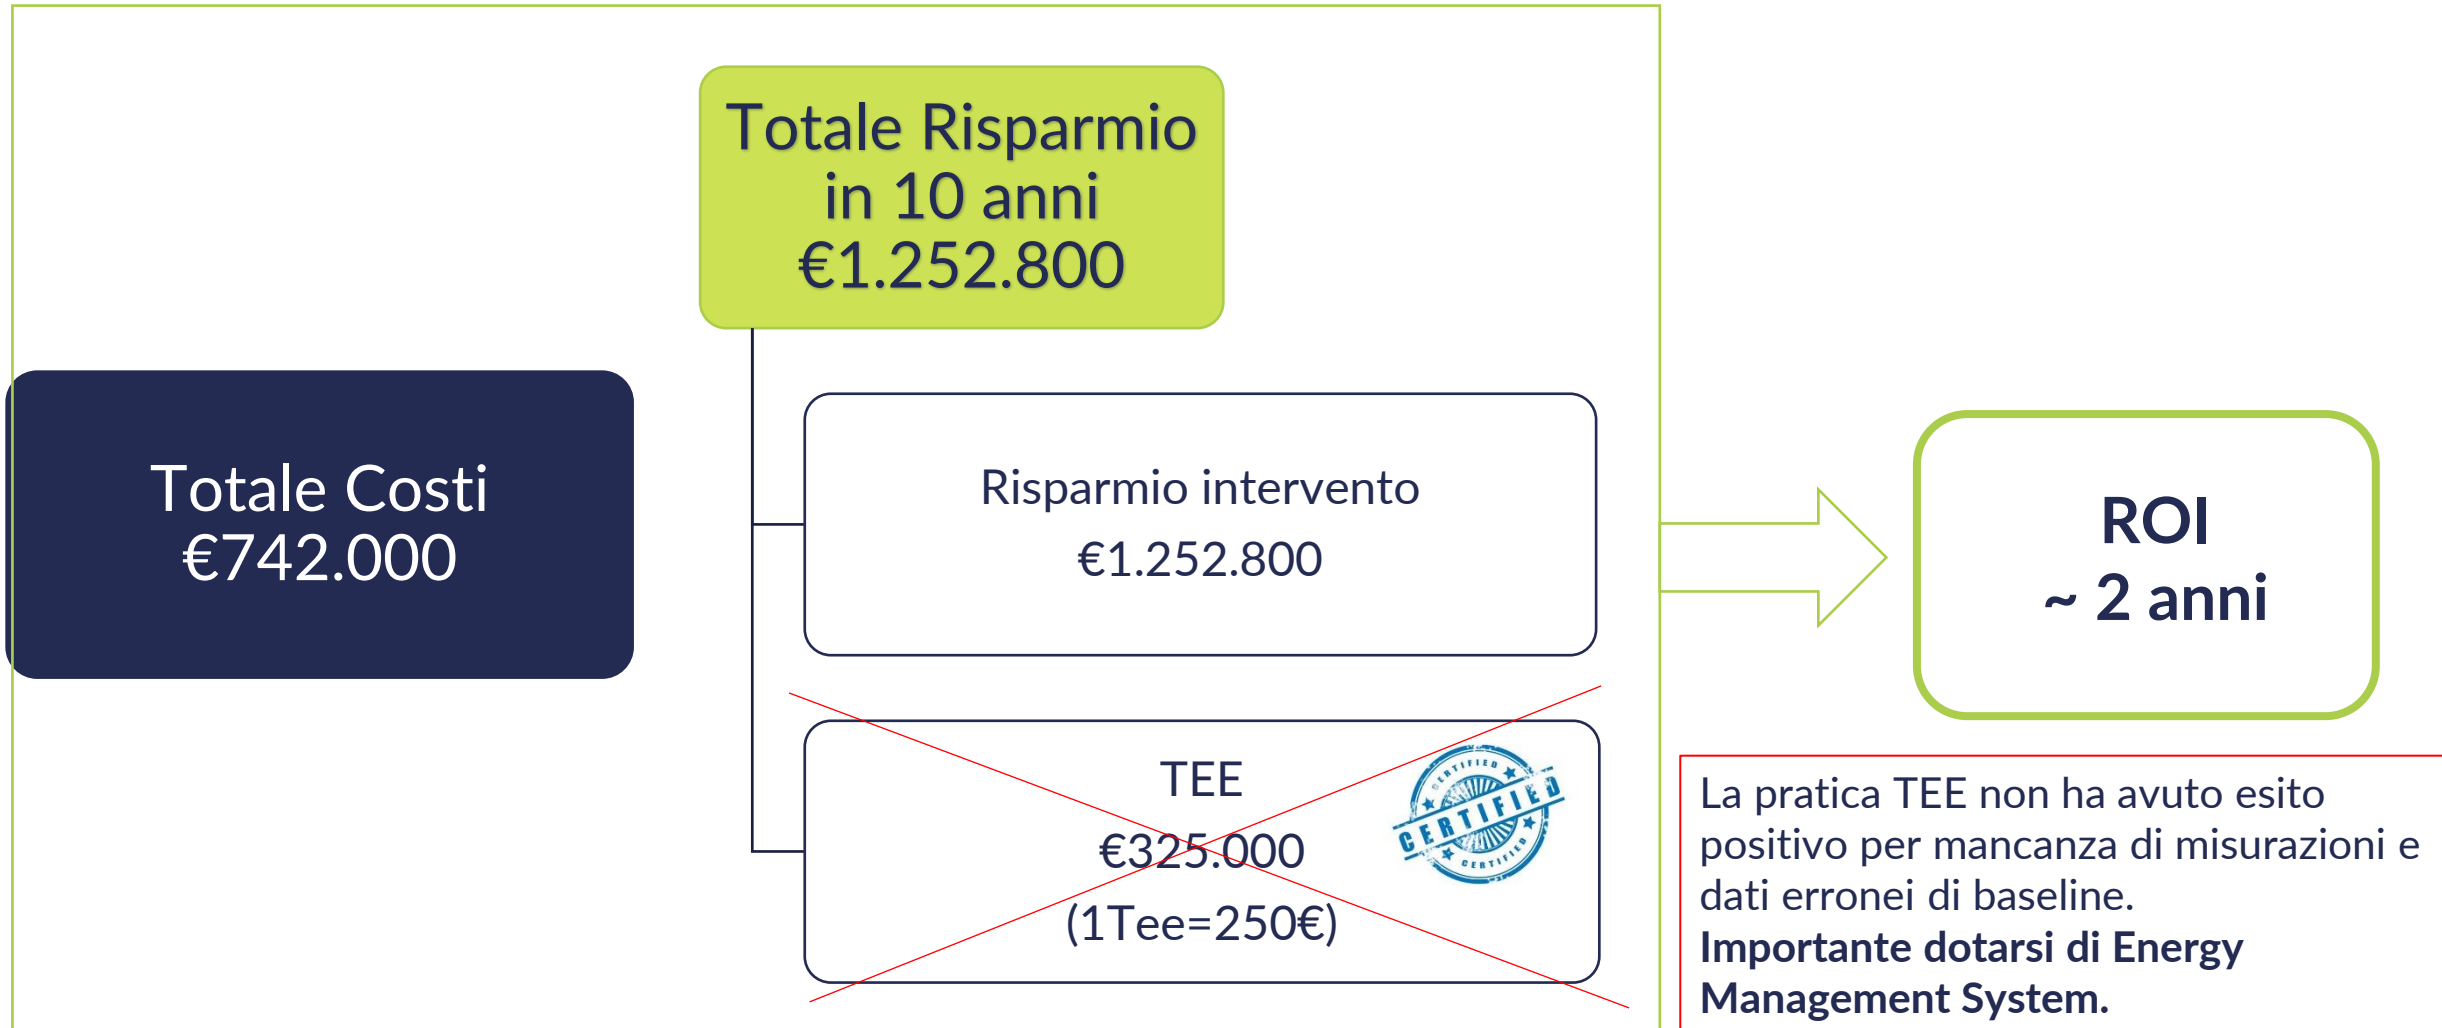 Totale Risparmio
in 10 anni
€1.252.800
Totale Costi
€742.000
Risparmio intervento
€1.252.800
TEE
€325.000
(1Tee=250€)
CERTIFIED
CERTIFIED
CERTIFIED
ROI
~ 2 anni
La pratica TEE non ha avuto esito
positivo per mancanza di misurazioni e
dati erronei di baseline.
Importante dotarsi di Energy
Management System.